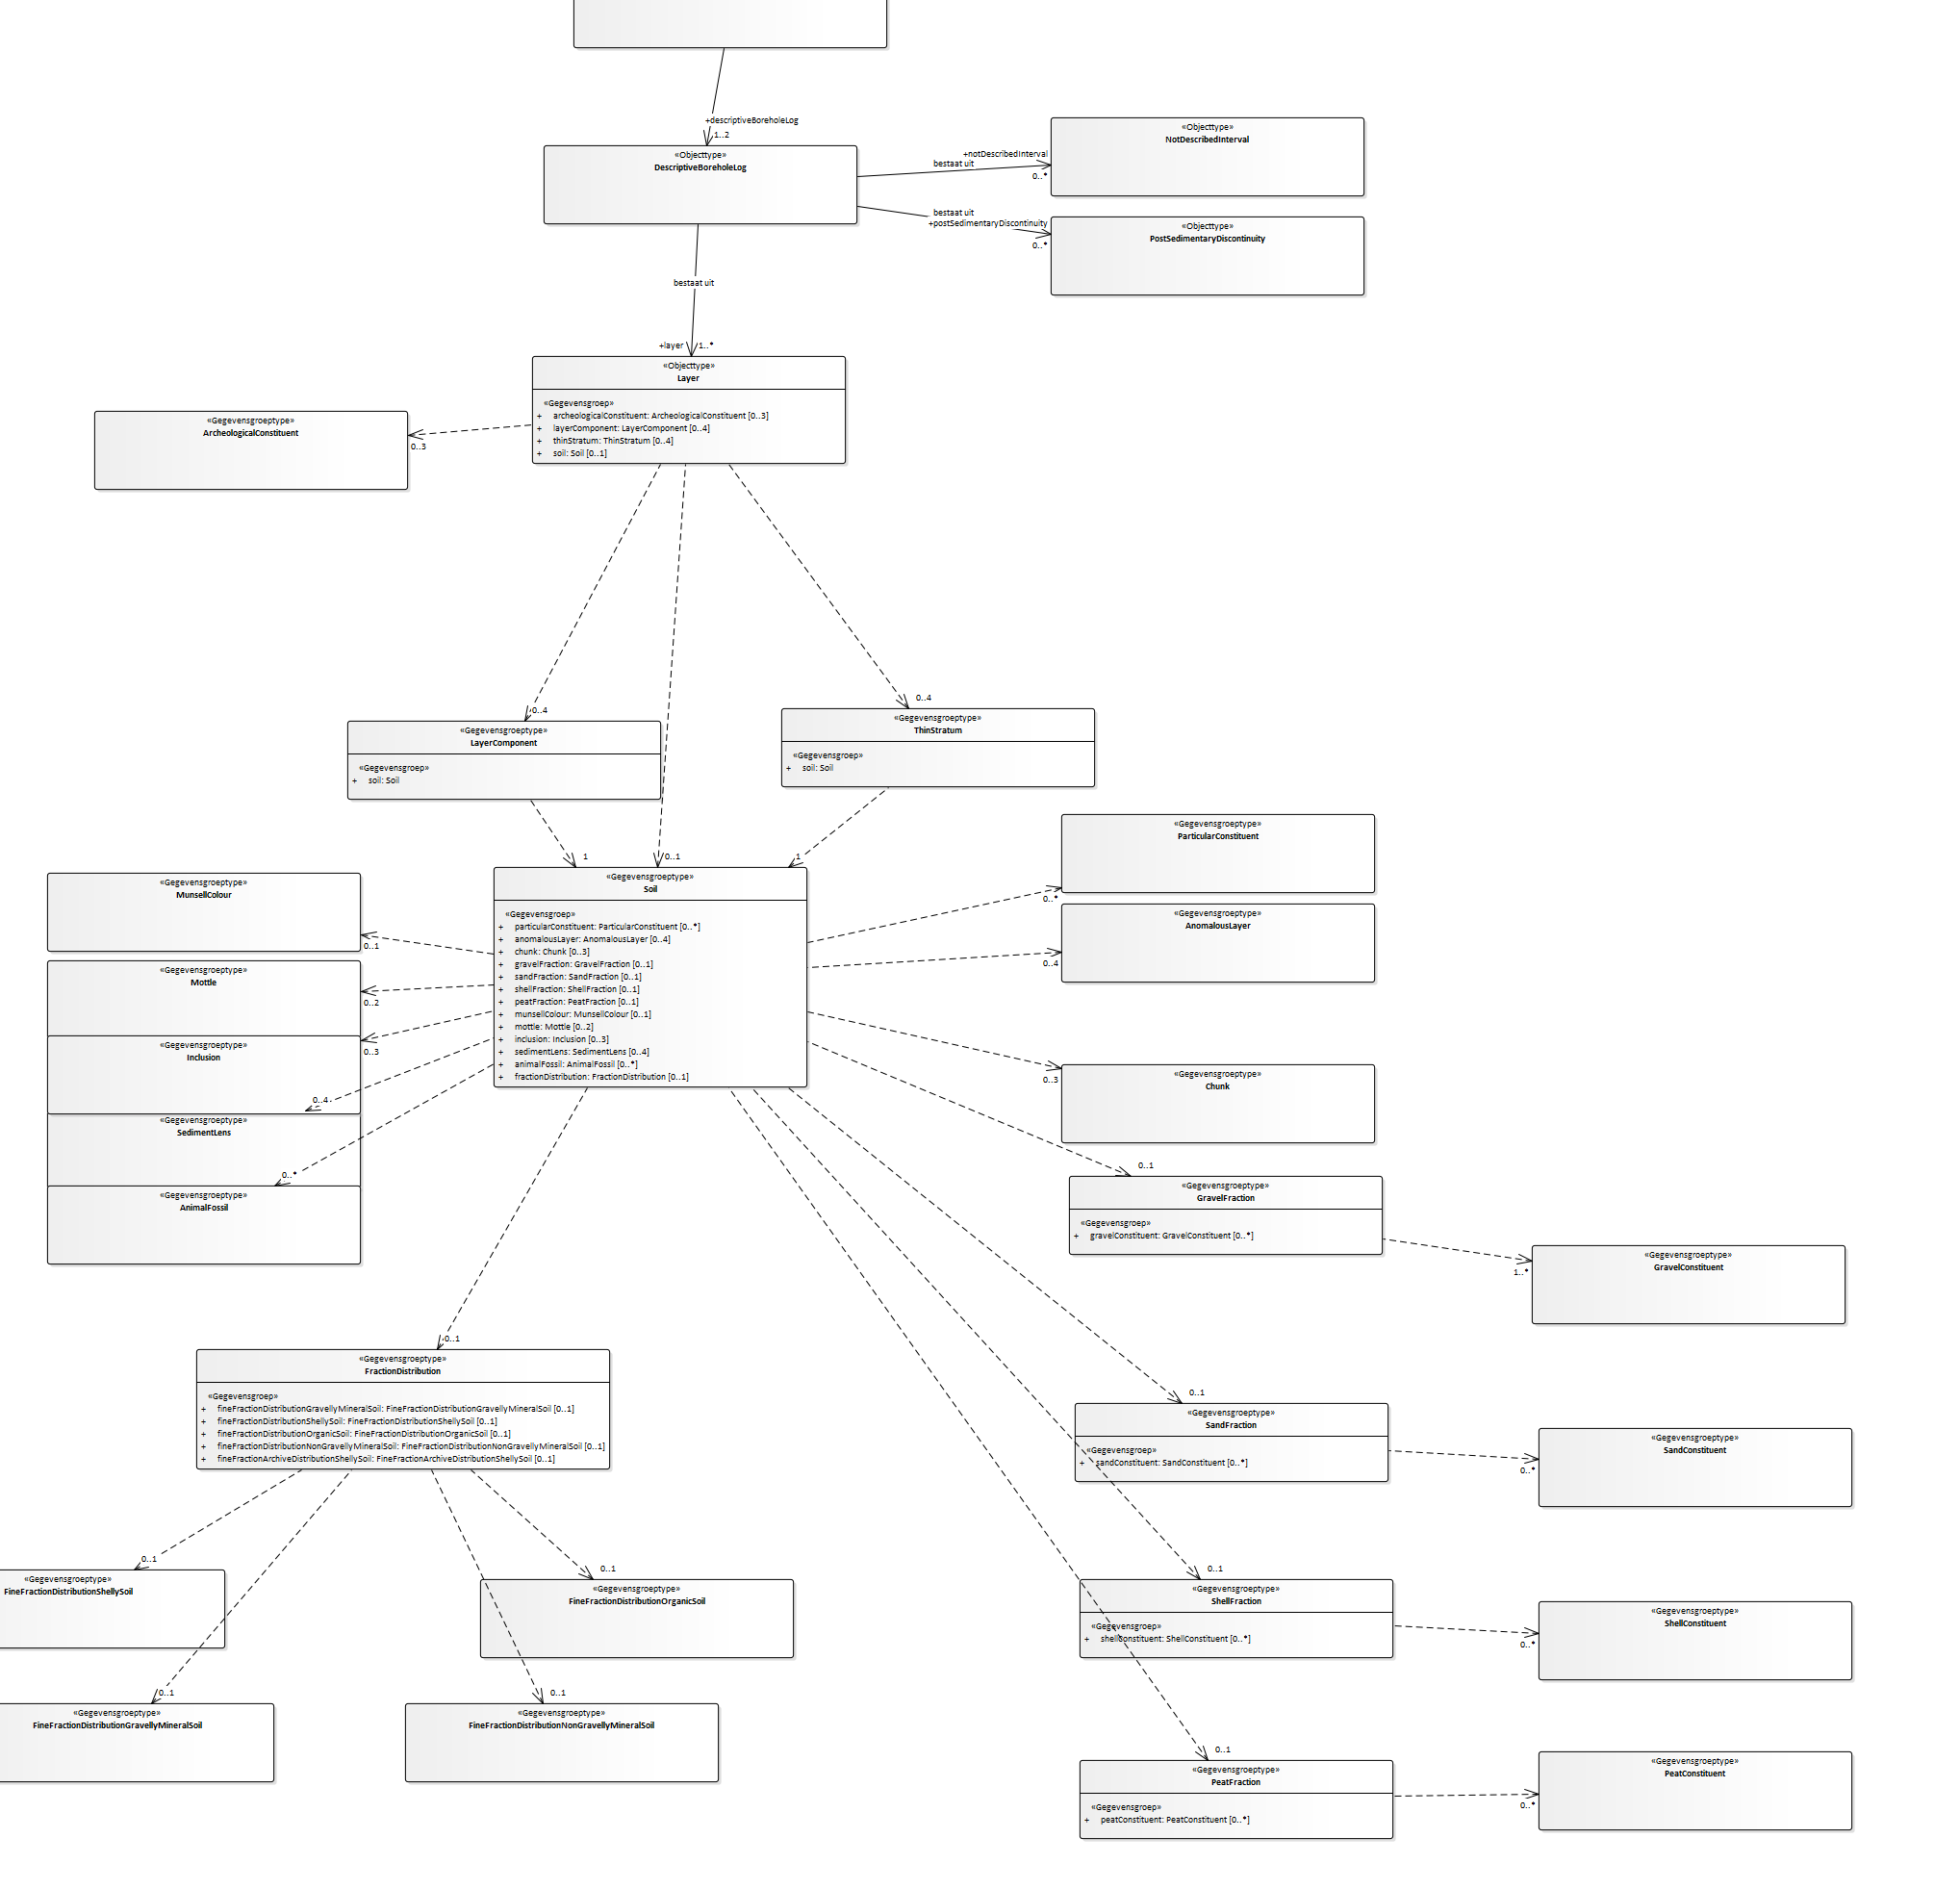 +descriptiveBoreholeLog
1..2
«Objecttype»
DescriptiveBoreholeLog
+notDescribedInterval
bestaat uit
0..*
«Objecttype»
NotDescribedInterval
bestaat uit
+postSedimentaryDiscontinuity
0..*
«Objecttype»
PostSedimentaryDiscontinuity
bestaat uit
+layer
1..*
«Objecttype»
Layer
«Gegevensgroep»
+ archeologicalConstituent: ArcheologicalConstituent [0..3]
+ layerComponent: LayerComponent [0..4]
+ thinStratum: ThinStratum [0..4]
+ soil: Soil [0..1]
«Gegevensgroeptype»
ArcheologicalConstituent
0..3
0..4
«Gegevensgroeptype»
LayerComponent
«Gegevensgroep»
+ soil: Soil
0..4
«Gegevensgroeptype»
ThinStratum
«Gegevensgroep»
+ soil: Soil
1
0..1
1
«Gegevensgroeptype»
Soil
«Gegevensgroep»
+ particularConstituent: ParticularConstituent [0..*]
+ anomalousLayer: AnomalousLayer [0..4]
+ chunk: Chunk [0..3]
+ gravelFraction: GravelFraction [0..1]
+ sandFraction: SandFraction [0..1]
+ shellFraction: ShellFraction [0..1]
+ peatFraction: PeatFraction [0..1]
+ munsellColour: MunsellColour [0..1]
+ mottle: Mottle [0..2]
+ inclusion: Inclusion [0..3]
+ sedimentLens: SedimentLens [0..4]
+ animalFossil: AnimalFossil [0..*]
+ fractionDistribution: FractionDistribution [0..1]
«Gegevensgroeptype»
MunsellColour
0..1
«Gegevensgroeptype»
Mottle
0..2
«Gegevensgroeptype»
Inclusion
0..3
0..4
«Gegevensgroeptype»
SedimentLens
0..*
«Gegevensgroeptype»
AnimalFossil
«Gegevensgroeptype»
ParticularConstituent
0..*
«Gegevensgroeptype»
AnomalousLayer
0..4
«Gegevensgroeptype»
Chunk
0..3
0..1
«Gegevensgroeptype»
GravelFraction
«Gegevensgroep»
+ gravelConstituent: GravelConstituent [0..*]
1..*
«Gegevensgroeptype»
GravelConstituent
0..1
«Gegevensgroeptype»
FractionDistribution
«Gegevensgroep»
+ fineFractionDistributionGravellyMineralSoil: FineFractionDistributionGravellyMineralSoil [0..1]
+ fineFractionDistributionShellySoil: FineFractionDistributionShellySoil [0..1]
+ fineFractionDistributionOrganicSoil: FineFractionDistributionOrganicSoil [0..1]
+ fineFractionDistributionNonGravellyMineralSoil: FineFractionDistributionNonGravellyMineralSoil [0..1]
+ fineFractionArchiveDistributionShellySoil: FineFractionArchiveDistributionShellySoil [0..1]
0..1
«Gegevensgroeptype»
SandFraction
«Gegevensgroep»
+ sandConstituent: SandConstituent [0..*]
0..*
«Gegevensgroeptype»
SandConstituent
0..1
«Gegevensgroeptype»
FineFractionDistributionShellySoil
0..1
«Gegevensgroeptype»
FineFractionDistributionOrganicSoil
0..1
«Gegevensgroeptype»
ShellFraction
«Gegevensgroep»
+ shellConstituent: ShellConstituent [0..*]
0..*
«Gegevensgroeptype»
ShellConstituent
0..1
«Gegevensgroeptype»
FineFractionDistributionGravellyMineralSoil
0..1
«Gegevensgroeptype»
FineFractionDistributionNonGravellyMineralSoil
0..1
«Gegevensgroeptype»
PeatFraction
«Gegevensgroep»
+ peatConstituent: PeatConstituent [0..*]
0..*
«Gegevensgroeptype»
PeatConstituent